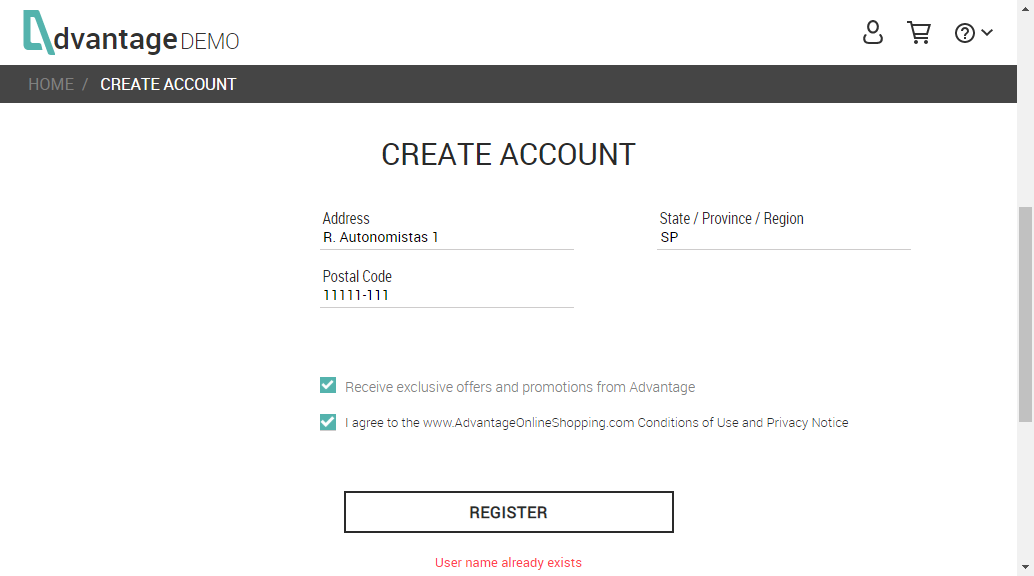 dvantage DEMO
HOME / CREATE ACCOUNT
CREATE ACCOUNT
Address
R. Autonomistas 1
State / Province / Region
SP
Postal Code
11111-111
Receive exclusive offers and promotions from Advantage
I agree to the www.AdvantageOnlineShopping.com Conditions of Use and Privacy Notice
REGISTER
User name already exists